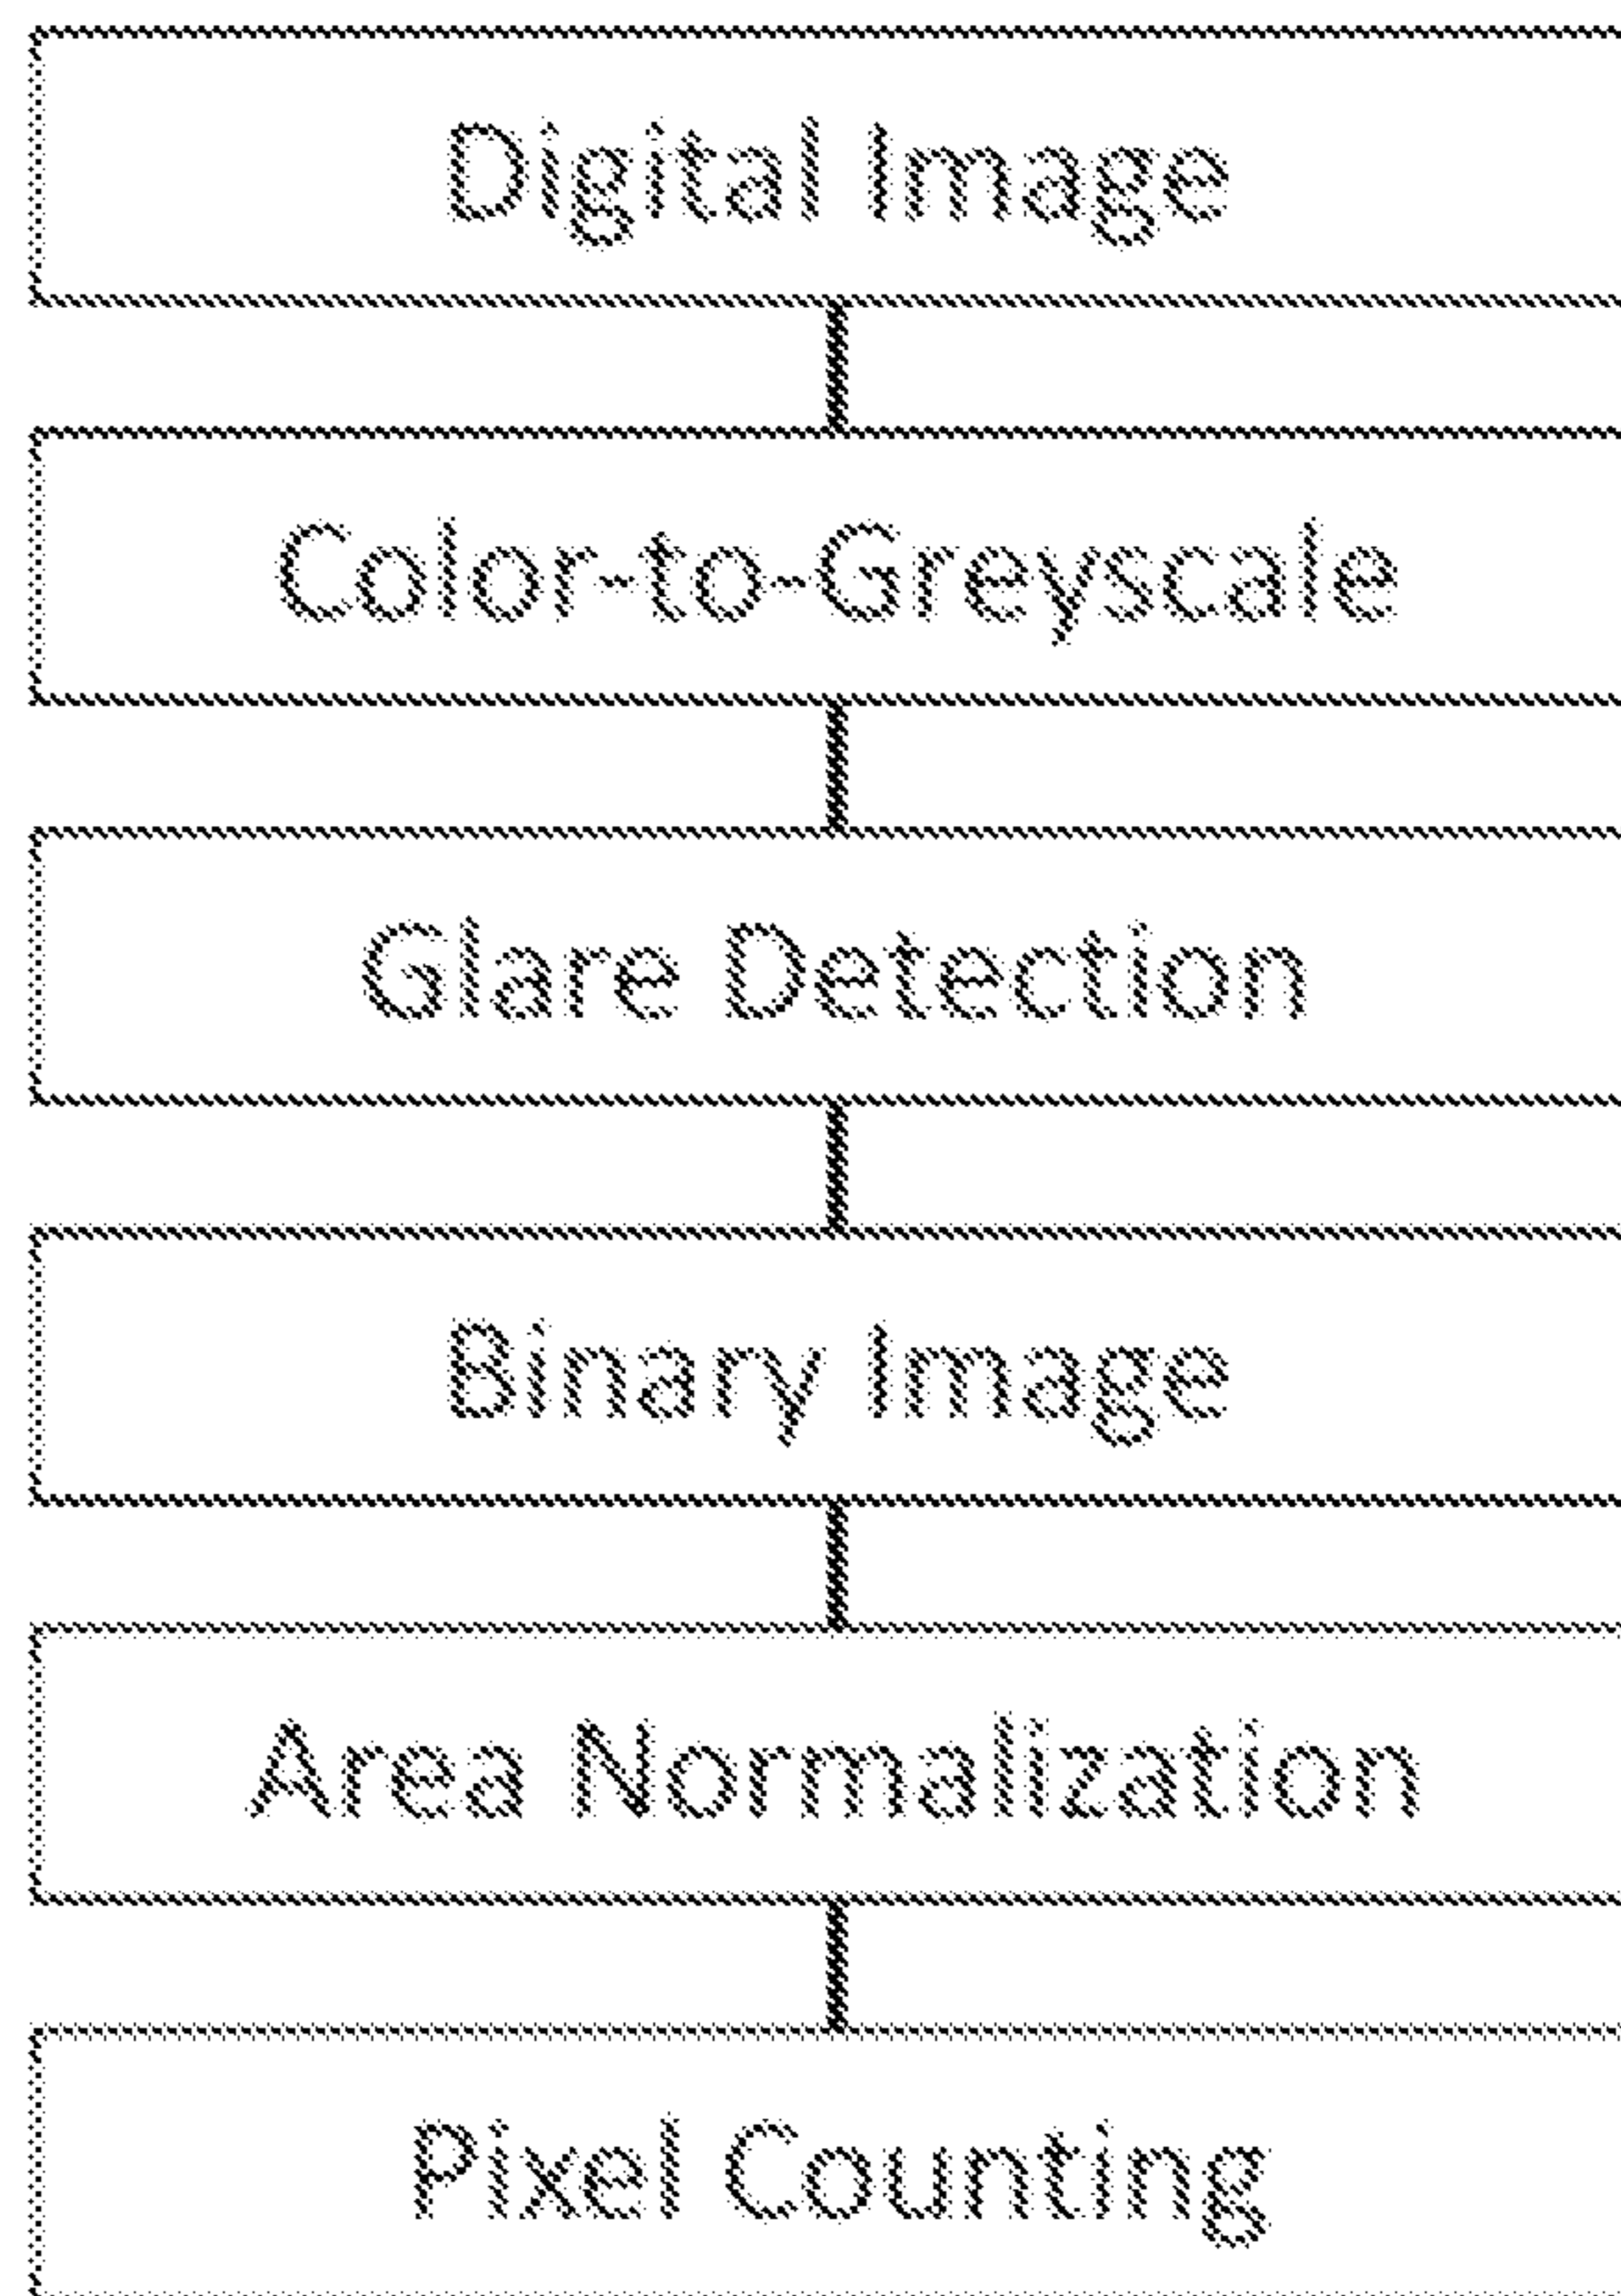 Digital Image
Color-to-Greyscale
Glare Detection
Binary Image
Area Normalization
Pixel Counting